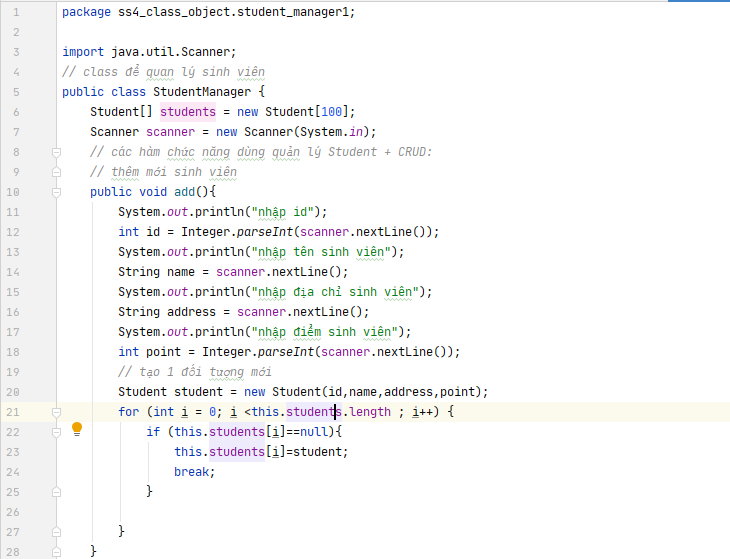 1 package ss4_class_object.student_manager1;
2
3 import java.util.Scanner;
4 // class để quan lý sinh viên
5 public class StudentManager {
6 Student[] students = new Student[100];
7 Scanner scanner = new Scanner(System.in);
8 // các hàm chức năng dùng quản lý Student + CRUD:
9 // thêm mới sinh viên
10 public void add(){
11 System.out.println("nhập id");
12 int id = Integer.parseInt(scanner.nextLine());
13 System.out.println("nhập tên sinh viên");
14 String name = scanner.nextLine();
15 System.out.println("nhập địa chỉ sinh viên");
16 String address = scanner.nextLine();
17 System.out.println("nhập điểm sinh viên");
18 int point = Integer.parseInt(scanner.nextLine());
19 // tạo 1 đối tượng mới
20 Student student = new Student(id,name,address,point);
21 for (int i = 0; i <this.students.length ; i++) {
22 if (this.students[i]==null){
23 this.students[i]=student;
24 break;
25 }
26
27 }
28 }